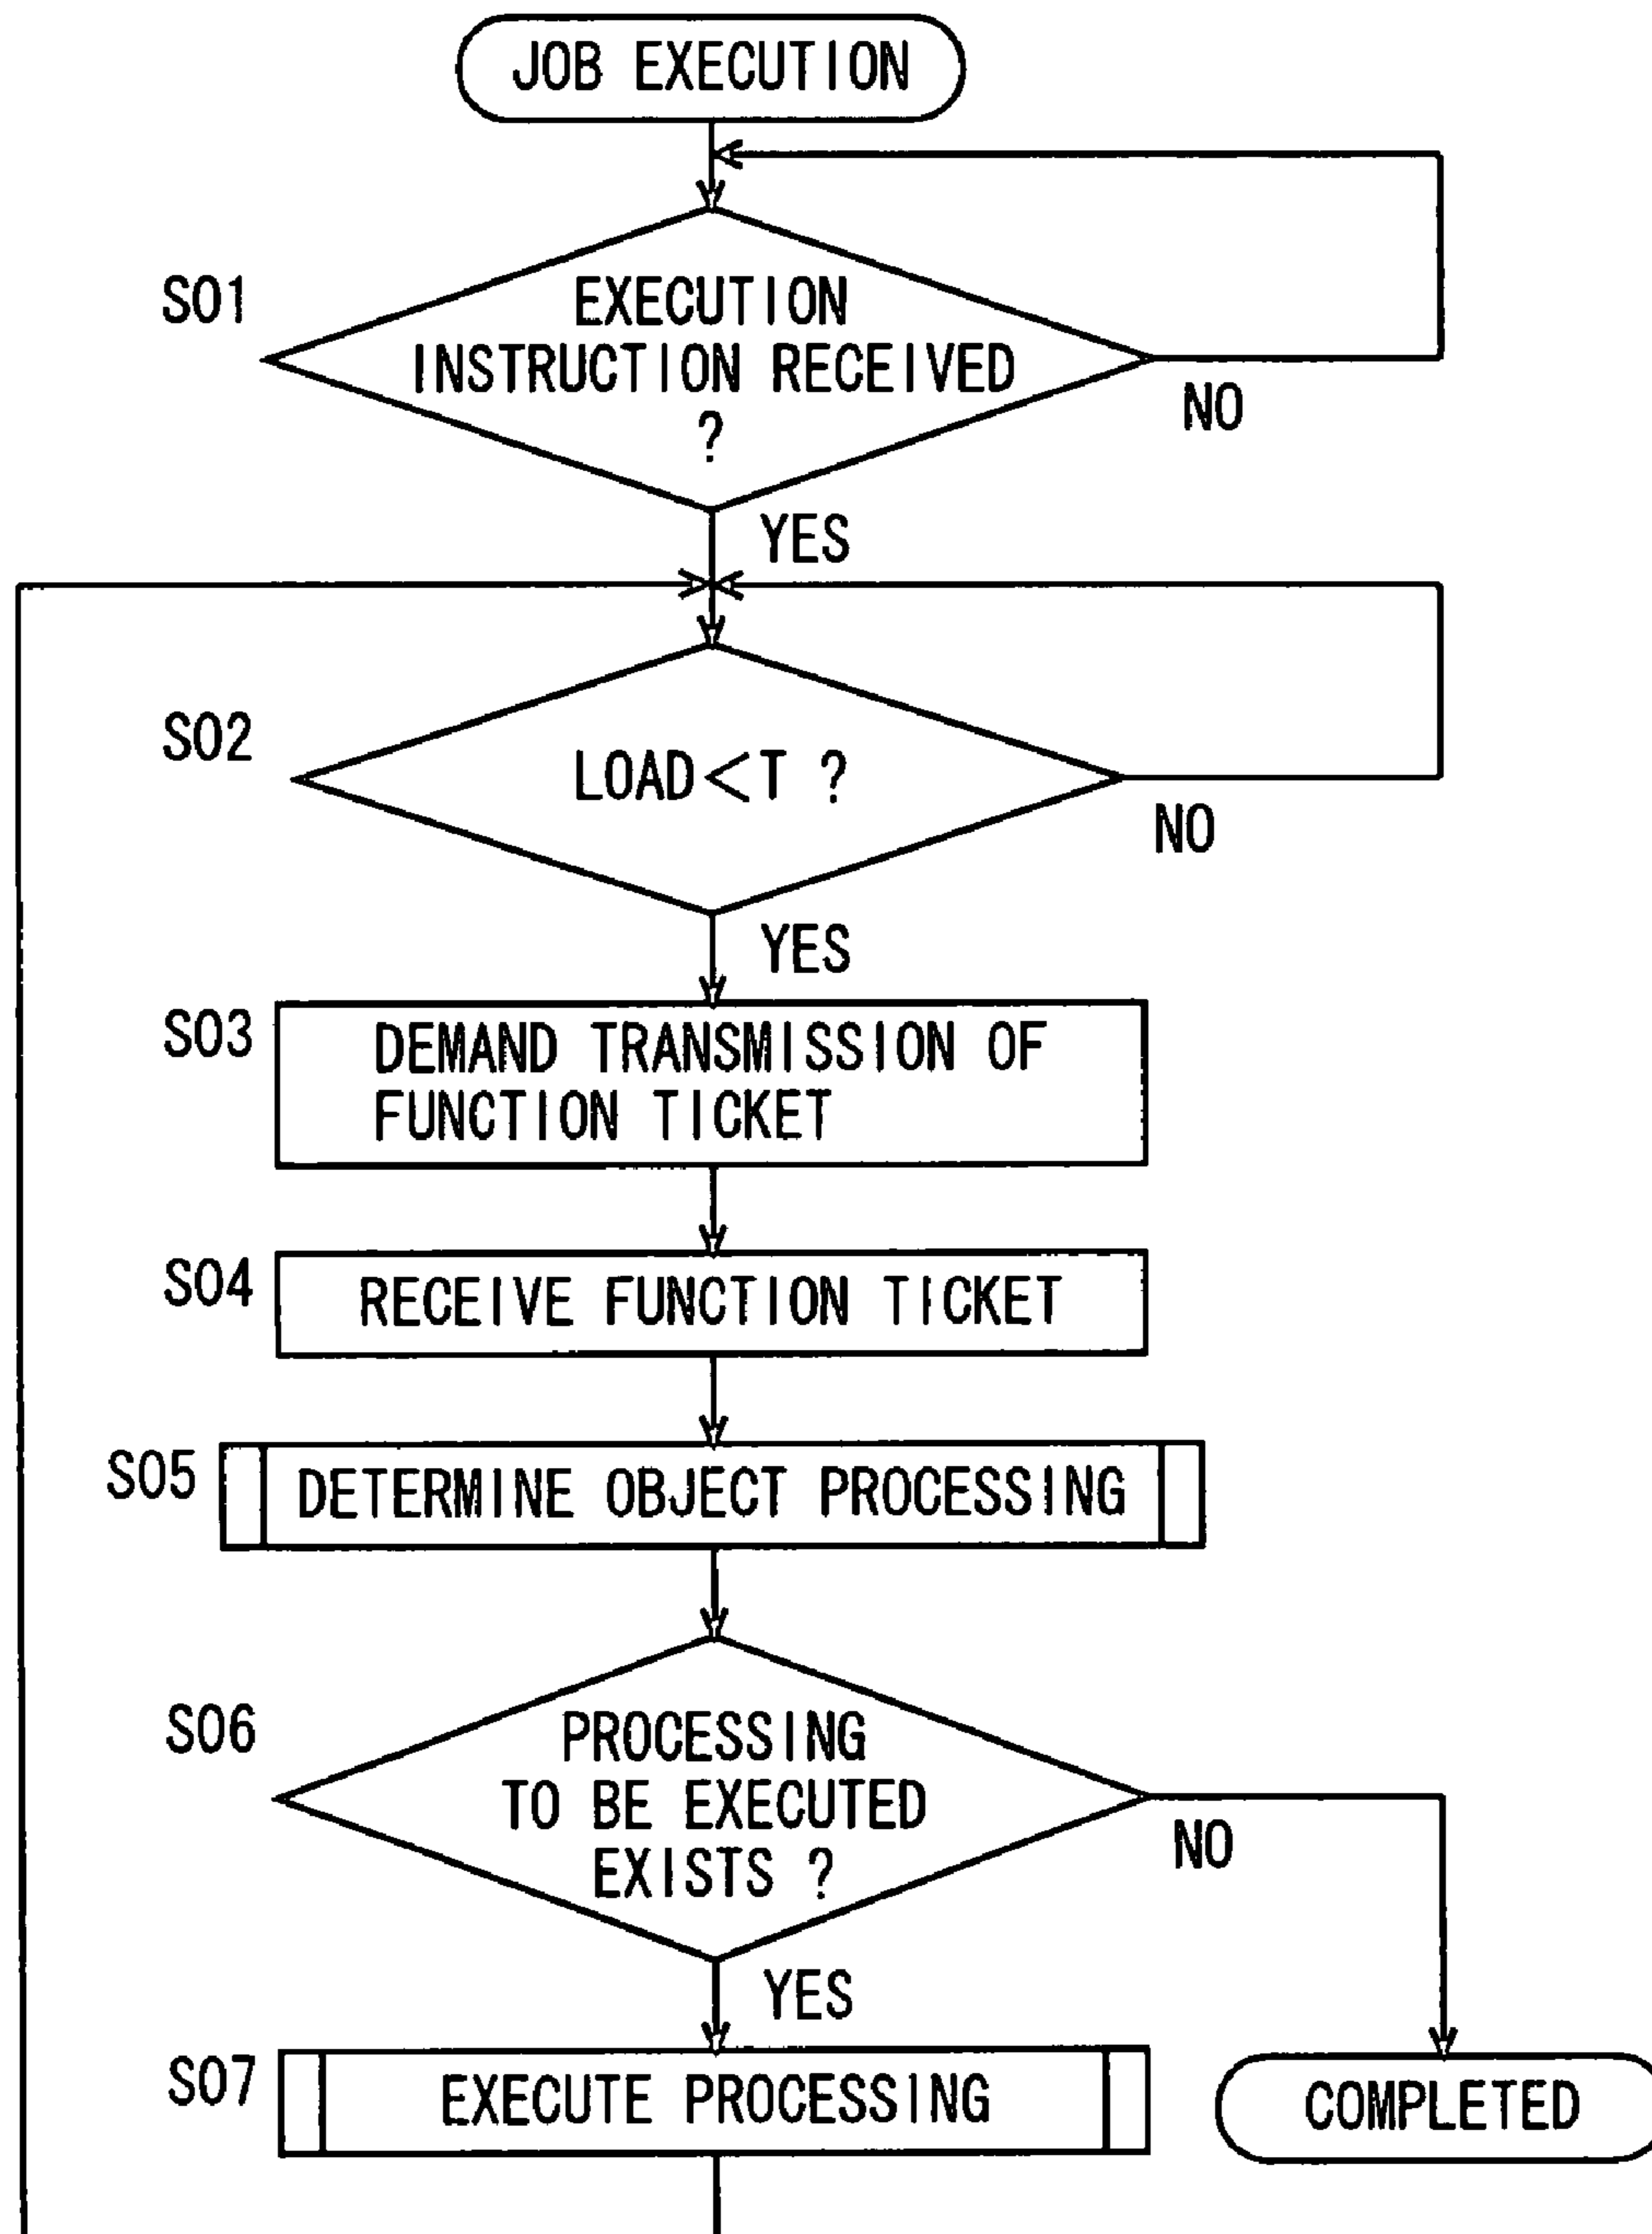 JOB EXECUTION
S01
EXECUTION
INSTRUCTION RECEIVED
?
NO
YES
S02
LOAD<T ?
NO
YES
S03
DEMAND TRANSMISSION OF
FUNCTION TICKET
S04
RECEIVE FUNCTION TICKET
S05
DETERMINE OBJECT PROCESSING
S06
PROCESSING
TO BE EXECUTED
EXISTS ?
NO
YES
S07
EXECUTE PROCESSING
COMPLETED